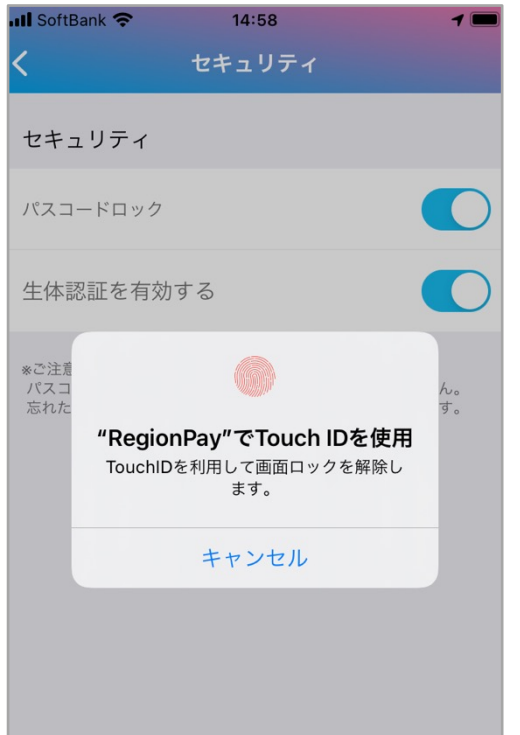 SoftBank 14:58
セキュリティ
セキュリティ
パスコードロック
生体認証を有効する
※ご注意
パスコ ん。
忘れた す。
“RegionPay”でTouch IDを使用
TouchIDを利用して画面ロックを解除し
ます。
キャンセル